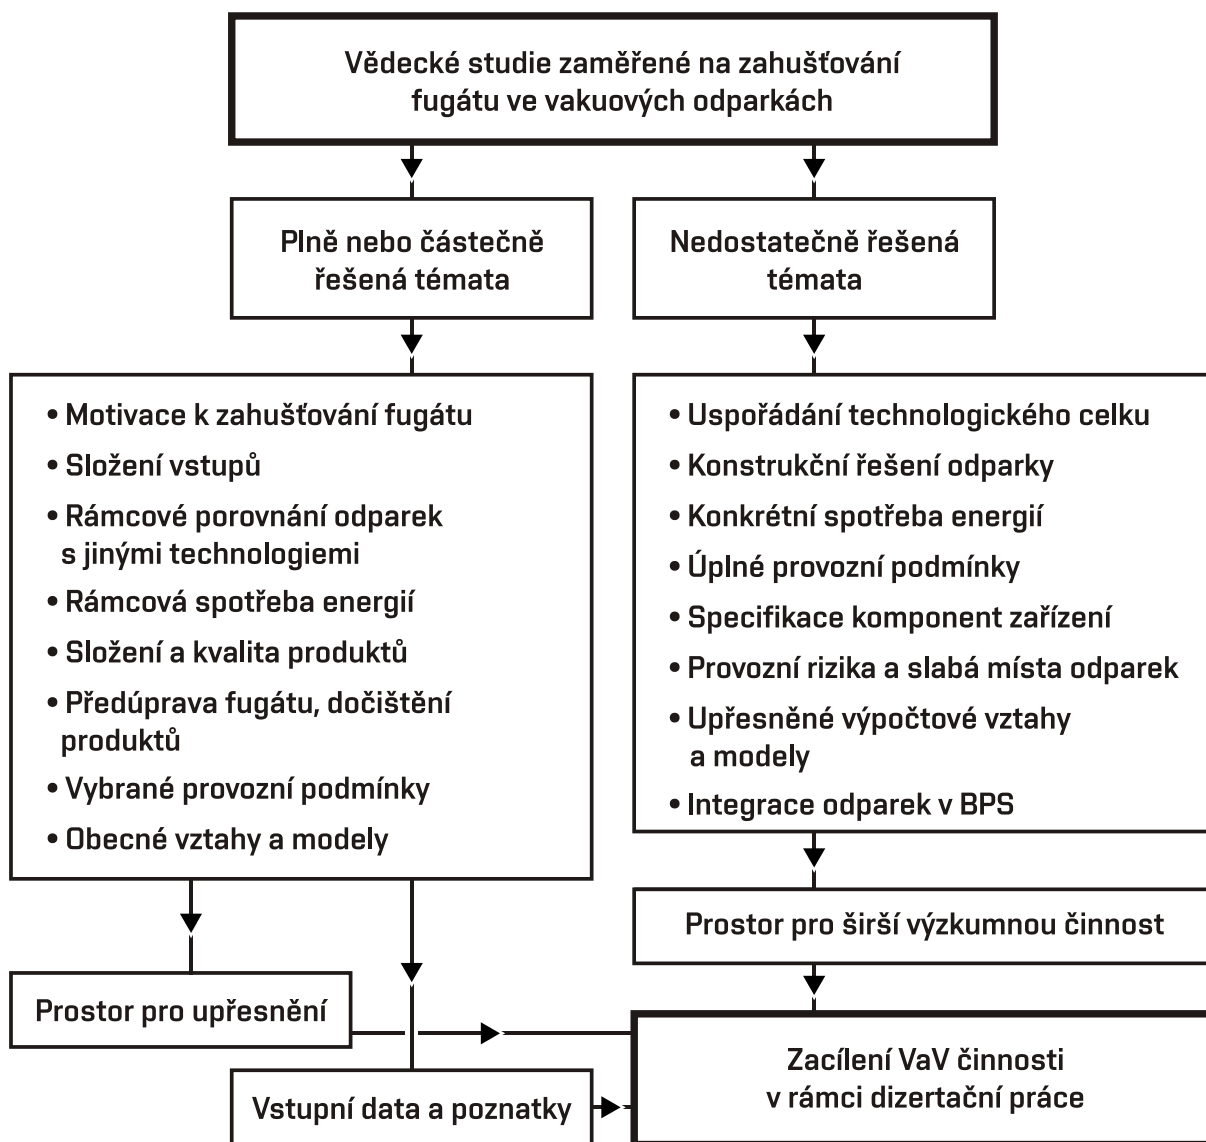 Vědecké studie zaměřené na zahušťování
fugátu ve vakuových odparkách
Plně nebo částečně
řešená témata
Nedostatečně řešená
témata
• Motivace k zahušťování fugátu
• Složení vstupů
• Rámcové porovnání odparek
s jinými technologiemi
• Rámcová spotřeba energií
• Složení a kvalita produktů
• Předúprava fugátu, dočištění
produktů
• Vybrané provozní podmínky
• Obecné vztahy a modely
• Uspořádání technologického celku
• Konstrukční řešení odparky
• Konkrétní spotřeba energií
• Úplné provozní podmínky
• Specifikace komponent zařízení
• Provozní rizika a slabá místa odparek
• Upřesněné výpočtové vztahy
a modely
• Integrace odparek v BPS
Prostor pro širší výzkumnou činnost
Prostor pro upřesnění
Vstupní data a poznatky
Zacílení VaV činnosti
v rámci dizertační práce